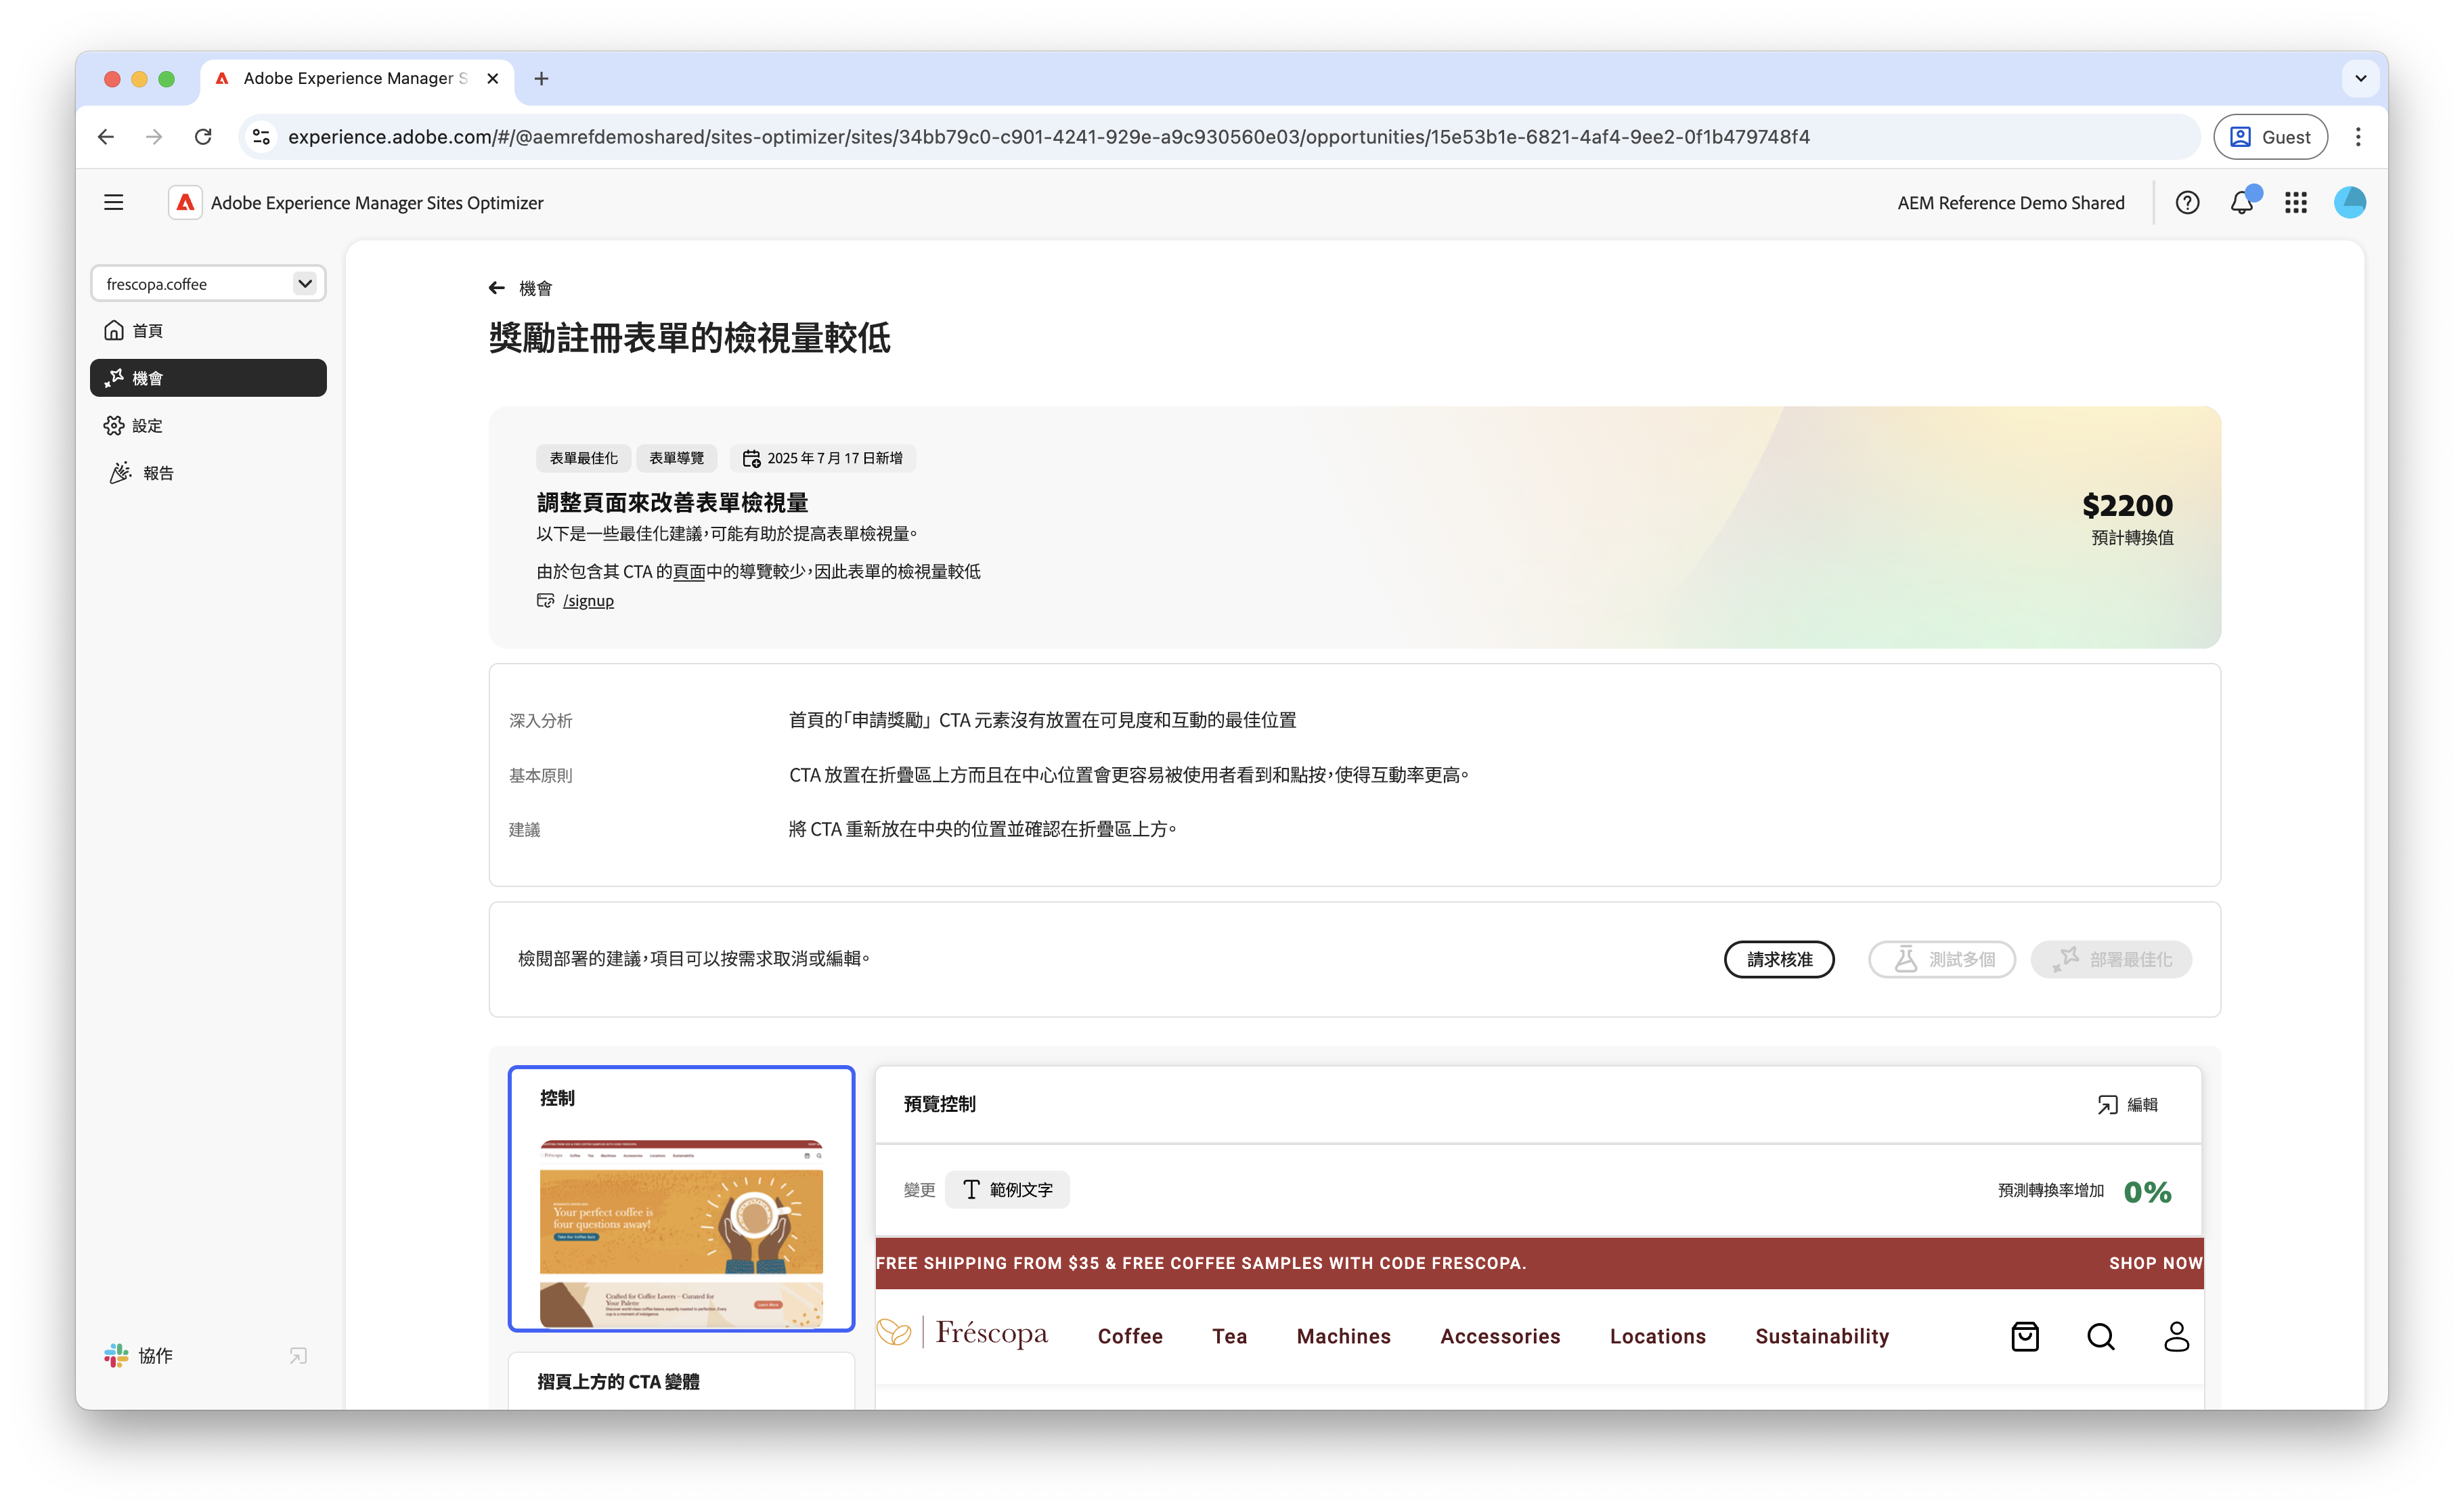 Adobe Experience Manager S
experience.adobe.com/#/@aemrefdemoshared/sites-optimizer/sites/34bb79c0-c901-4241-929e-a9c930560e03/opportunities/15e53b1e-6821-4af4-9ee2-0f1b479748f4
Guest
Adobe Experience Manager Sites Optimizer
AEM Reference Demo Shared
frescopa.coffee
首頁
機會
設定
報告
協作
機會
獎勵註冊表單的檢視量較低
表單最佳化
表單導覽
2025 年 7 月 17 日新增
調整頁面來改善表單檢視量
以下是一些最佳化建議，可能有助於提高表單檢視量。
由於包含其 CTA 的頁面中的導覽較少，因此表單的檢視量較低
/signup
$2200
預計轉換值
深入分析
首頁的「申請獎勵」 CTA 元素沒有放置在可見度和互動的最佳位置
基本原則
CTA 放置在折疊區上方而且在中心位置會更容易被使用者看到和點按，使得互動率更高。
建議
將 CTA 重新放在中央的位置並確認在折疊區上方。
檢閱部署的建議，項目可以按需求取消或編輯。
請求核准
測試多個
部署最佳化
控制
Your perfect coffee is
four questions away!
Take Our Coffee Quiz
Crafted for Coffee Lovers – Curated for
Your Palette
Learn More
摺頁上方的 CTA 變體
預覽控制
編輯
變更
範例文字
預測轉換率增加
0%
FREE SHIPPING FROM $35 & FREE COFFEE SAMPLES WITH CODE FRESCOPA.
SHOP NOW
Fréscopa
Coffee
Tea
Machines
Accessories
Locations
Sustainability